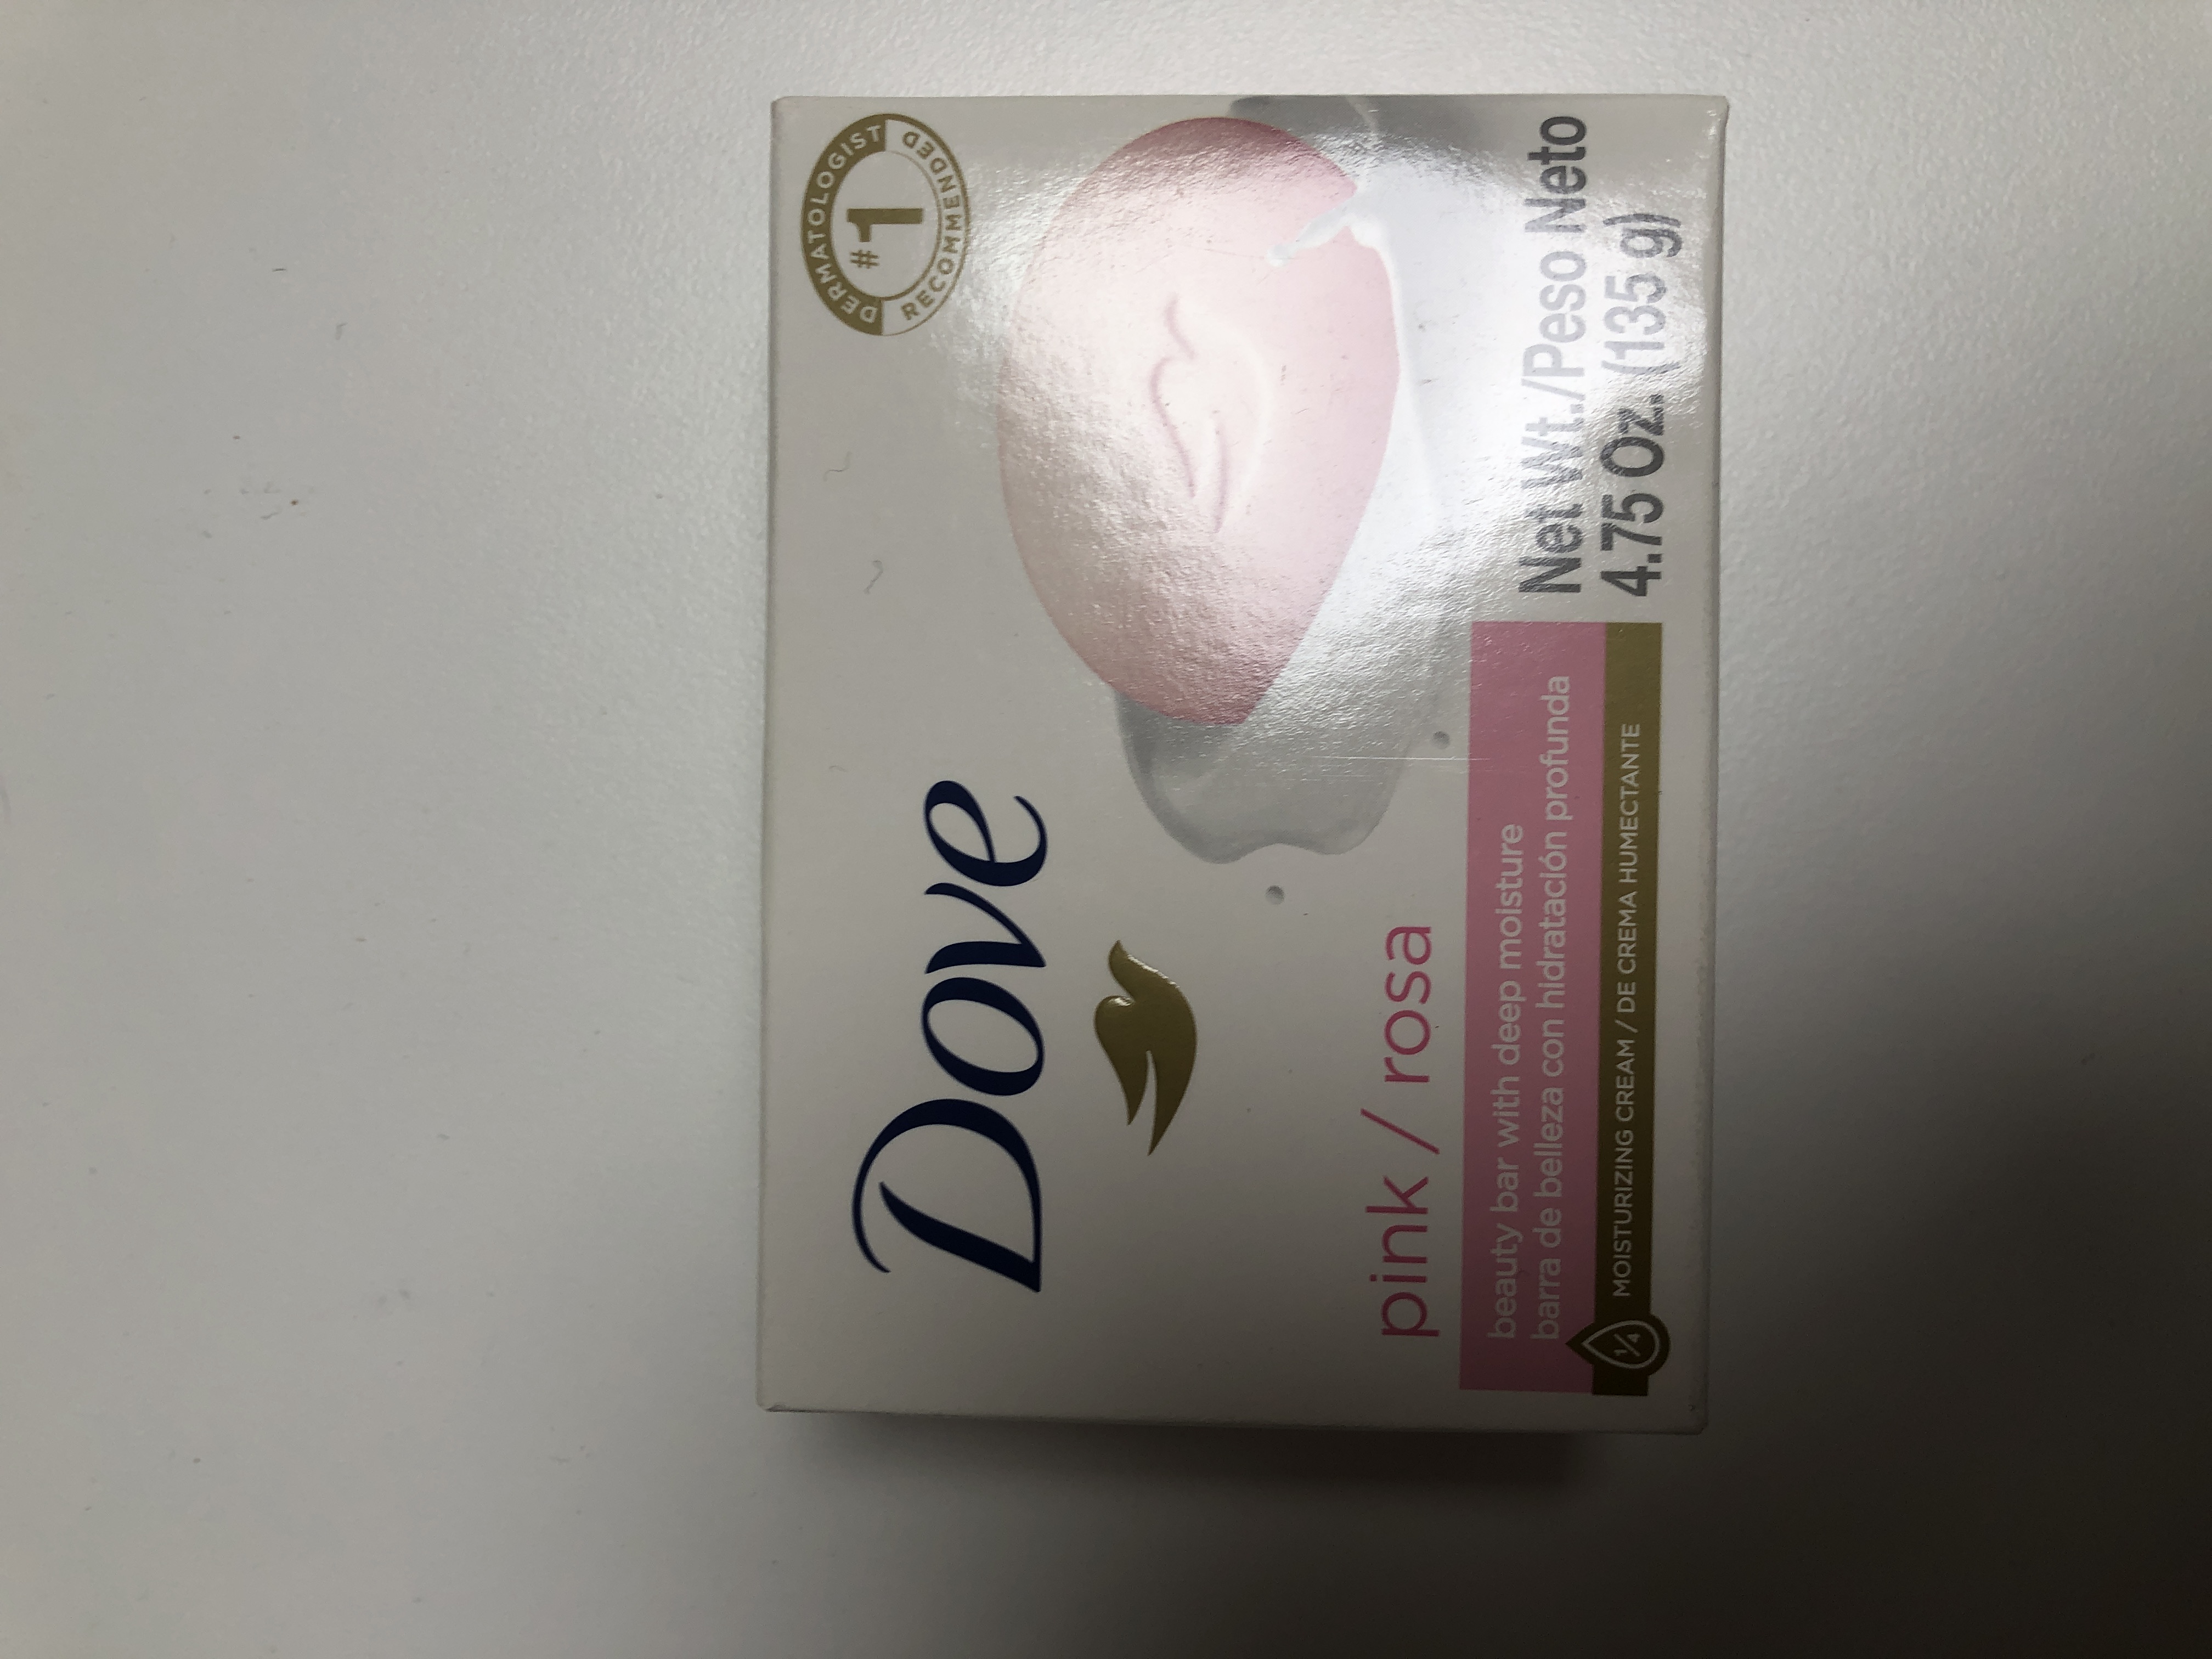 Dove
DERMATOLOGIST
#1
RECOMMENDED
pink / rosa
beauty bar with deep moisture
barra de belleza con hidratación profunda
1/4 MOISTURIZING CREAM / DE CREMA HUMECTANTE
Net Wt./Peso Neto
4.75 Oz. (135 g)